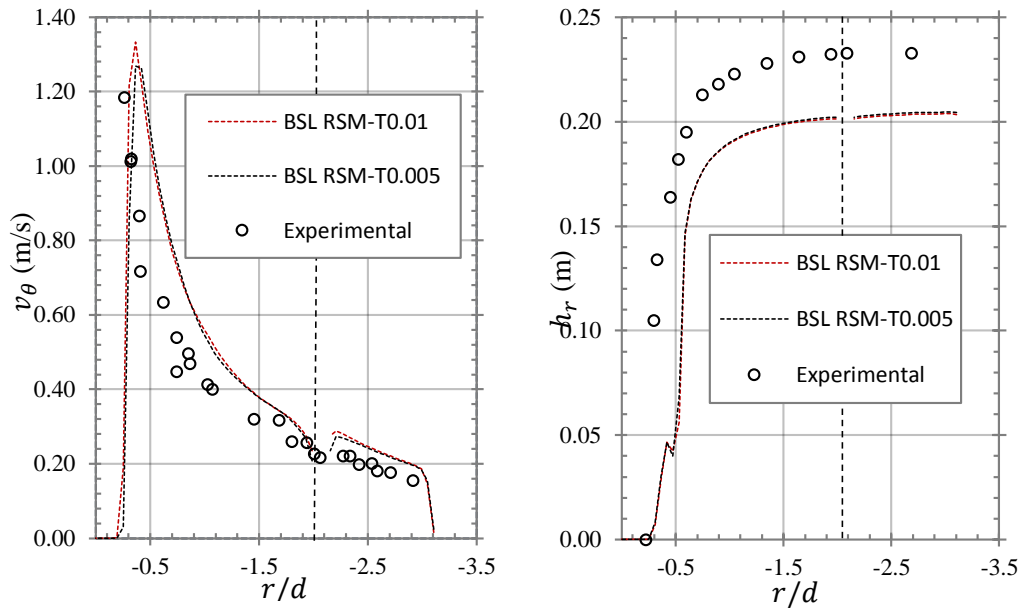 1.40
1.20
1.00
0.80
0.60
0.40
0.20
0.00
v_θ (m/s)
BSL RSM-T0.01
BSL RSM-T0.005
Experimental
-0.5
-1.5
-2.5
-3.5
r/d
0.25
0.20
0.15
0.10
0.05
0.00
h_r (m)
BSL RSM-T0.01
BSL RSM-T0.005
Experimental
-0.5
-1.5
-2.5
-3.5
r/d